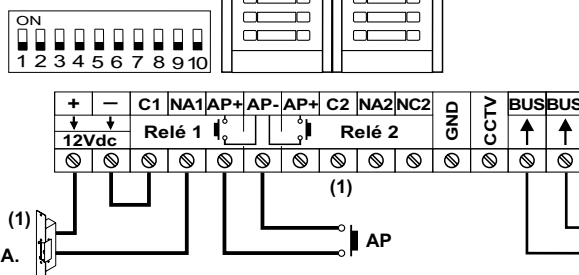 ON
1 2 3 4 5 6 7 8 9 10
+ — C1 NA1 AP+ AP- AP+ C2 NA2 NC2 GND CCTV BUS BUS
12Vdc Relé 1 Relé 2
(1)
(1)
A.
AP